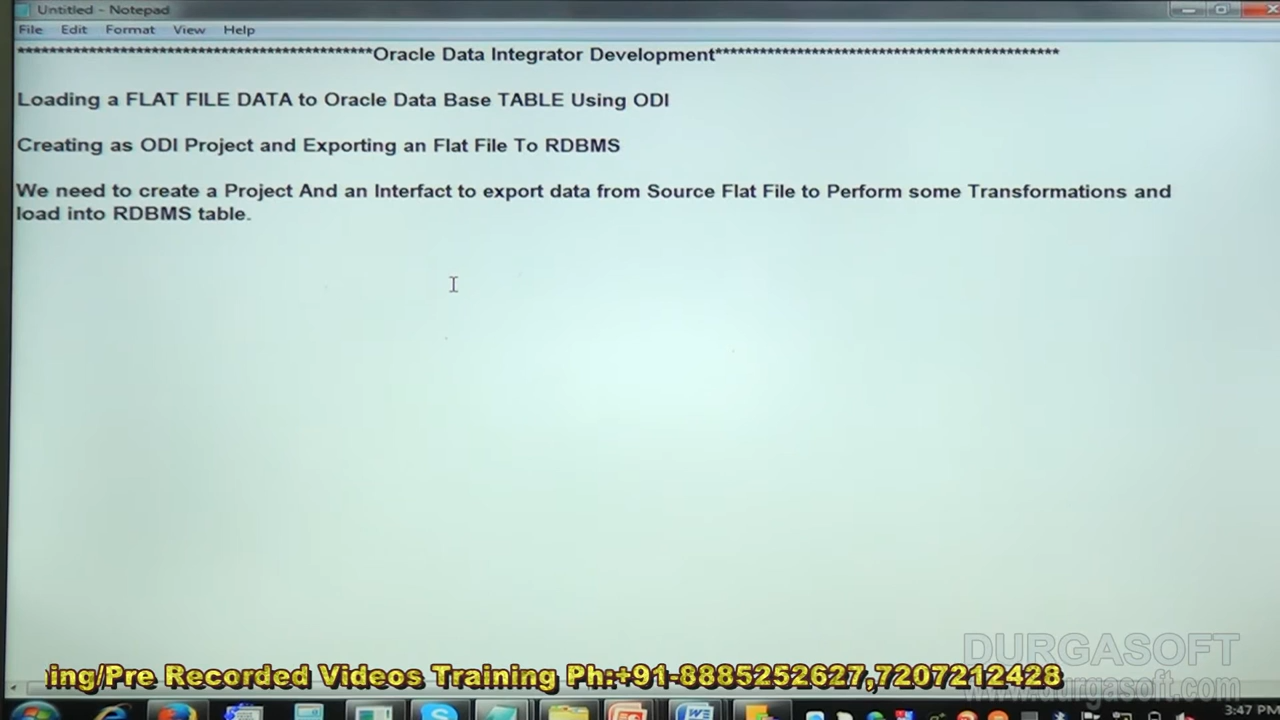 Untitled - Notepad
File Edit Format View Help
********************************************Oracle Data Integrator Development*******************************************
Loading a FLAT FILE DATA to Oracle Data Base TABLE Using ODI
Creating as ODI Project and Exporting an Flat File To RDBMS
We need to create a Project And an Interfact to export data from Source Flat File to Perform some Transformations and
load into RDBMS table.
DURGASOFT
ing/Pre Recorded Videos Training Ph:+91-8885252627,7207212428
www.durgasoft.com
3:47 PM